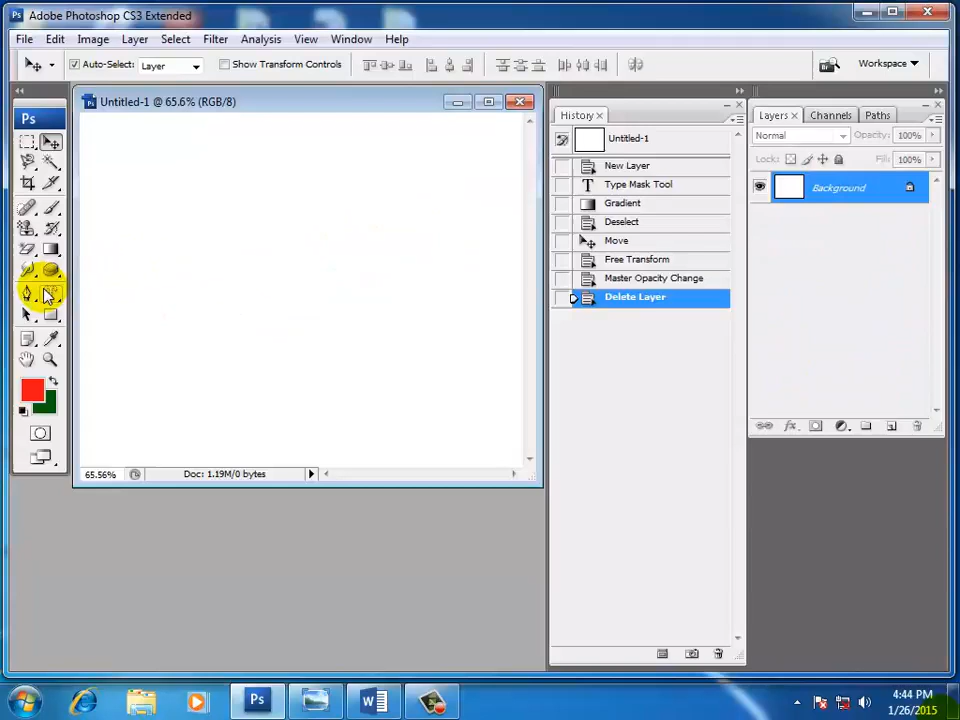 Adobe Photoshop CS3 Extended
File Edit Image Layer Select Filter Analysis View Window Help
Auto-Select: Layer Show Transform Controls Workspace
Ps
Untitled-1 @ 65.6% (RGB/8)
65.56% Doc: 1.19M/0 bytes
History
Untitled-1
New Layer
Type Mask Tool
Gradient
Deselect
Move
Free Transform
Master Opacity Change
Delete Layer
Layers Channels Paths
Normal Opacity: 100%
Lock: Fill: 100%
Background
Ps
4:44 PM
1/26/2015